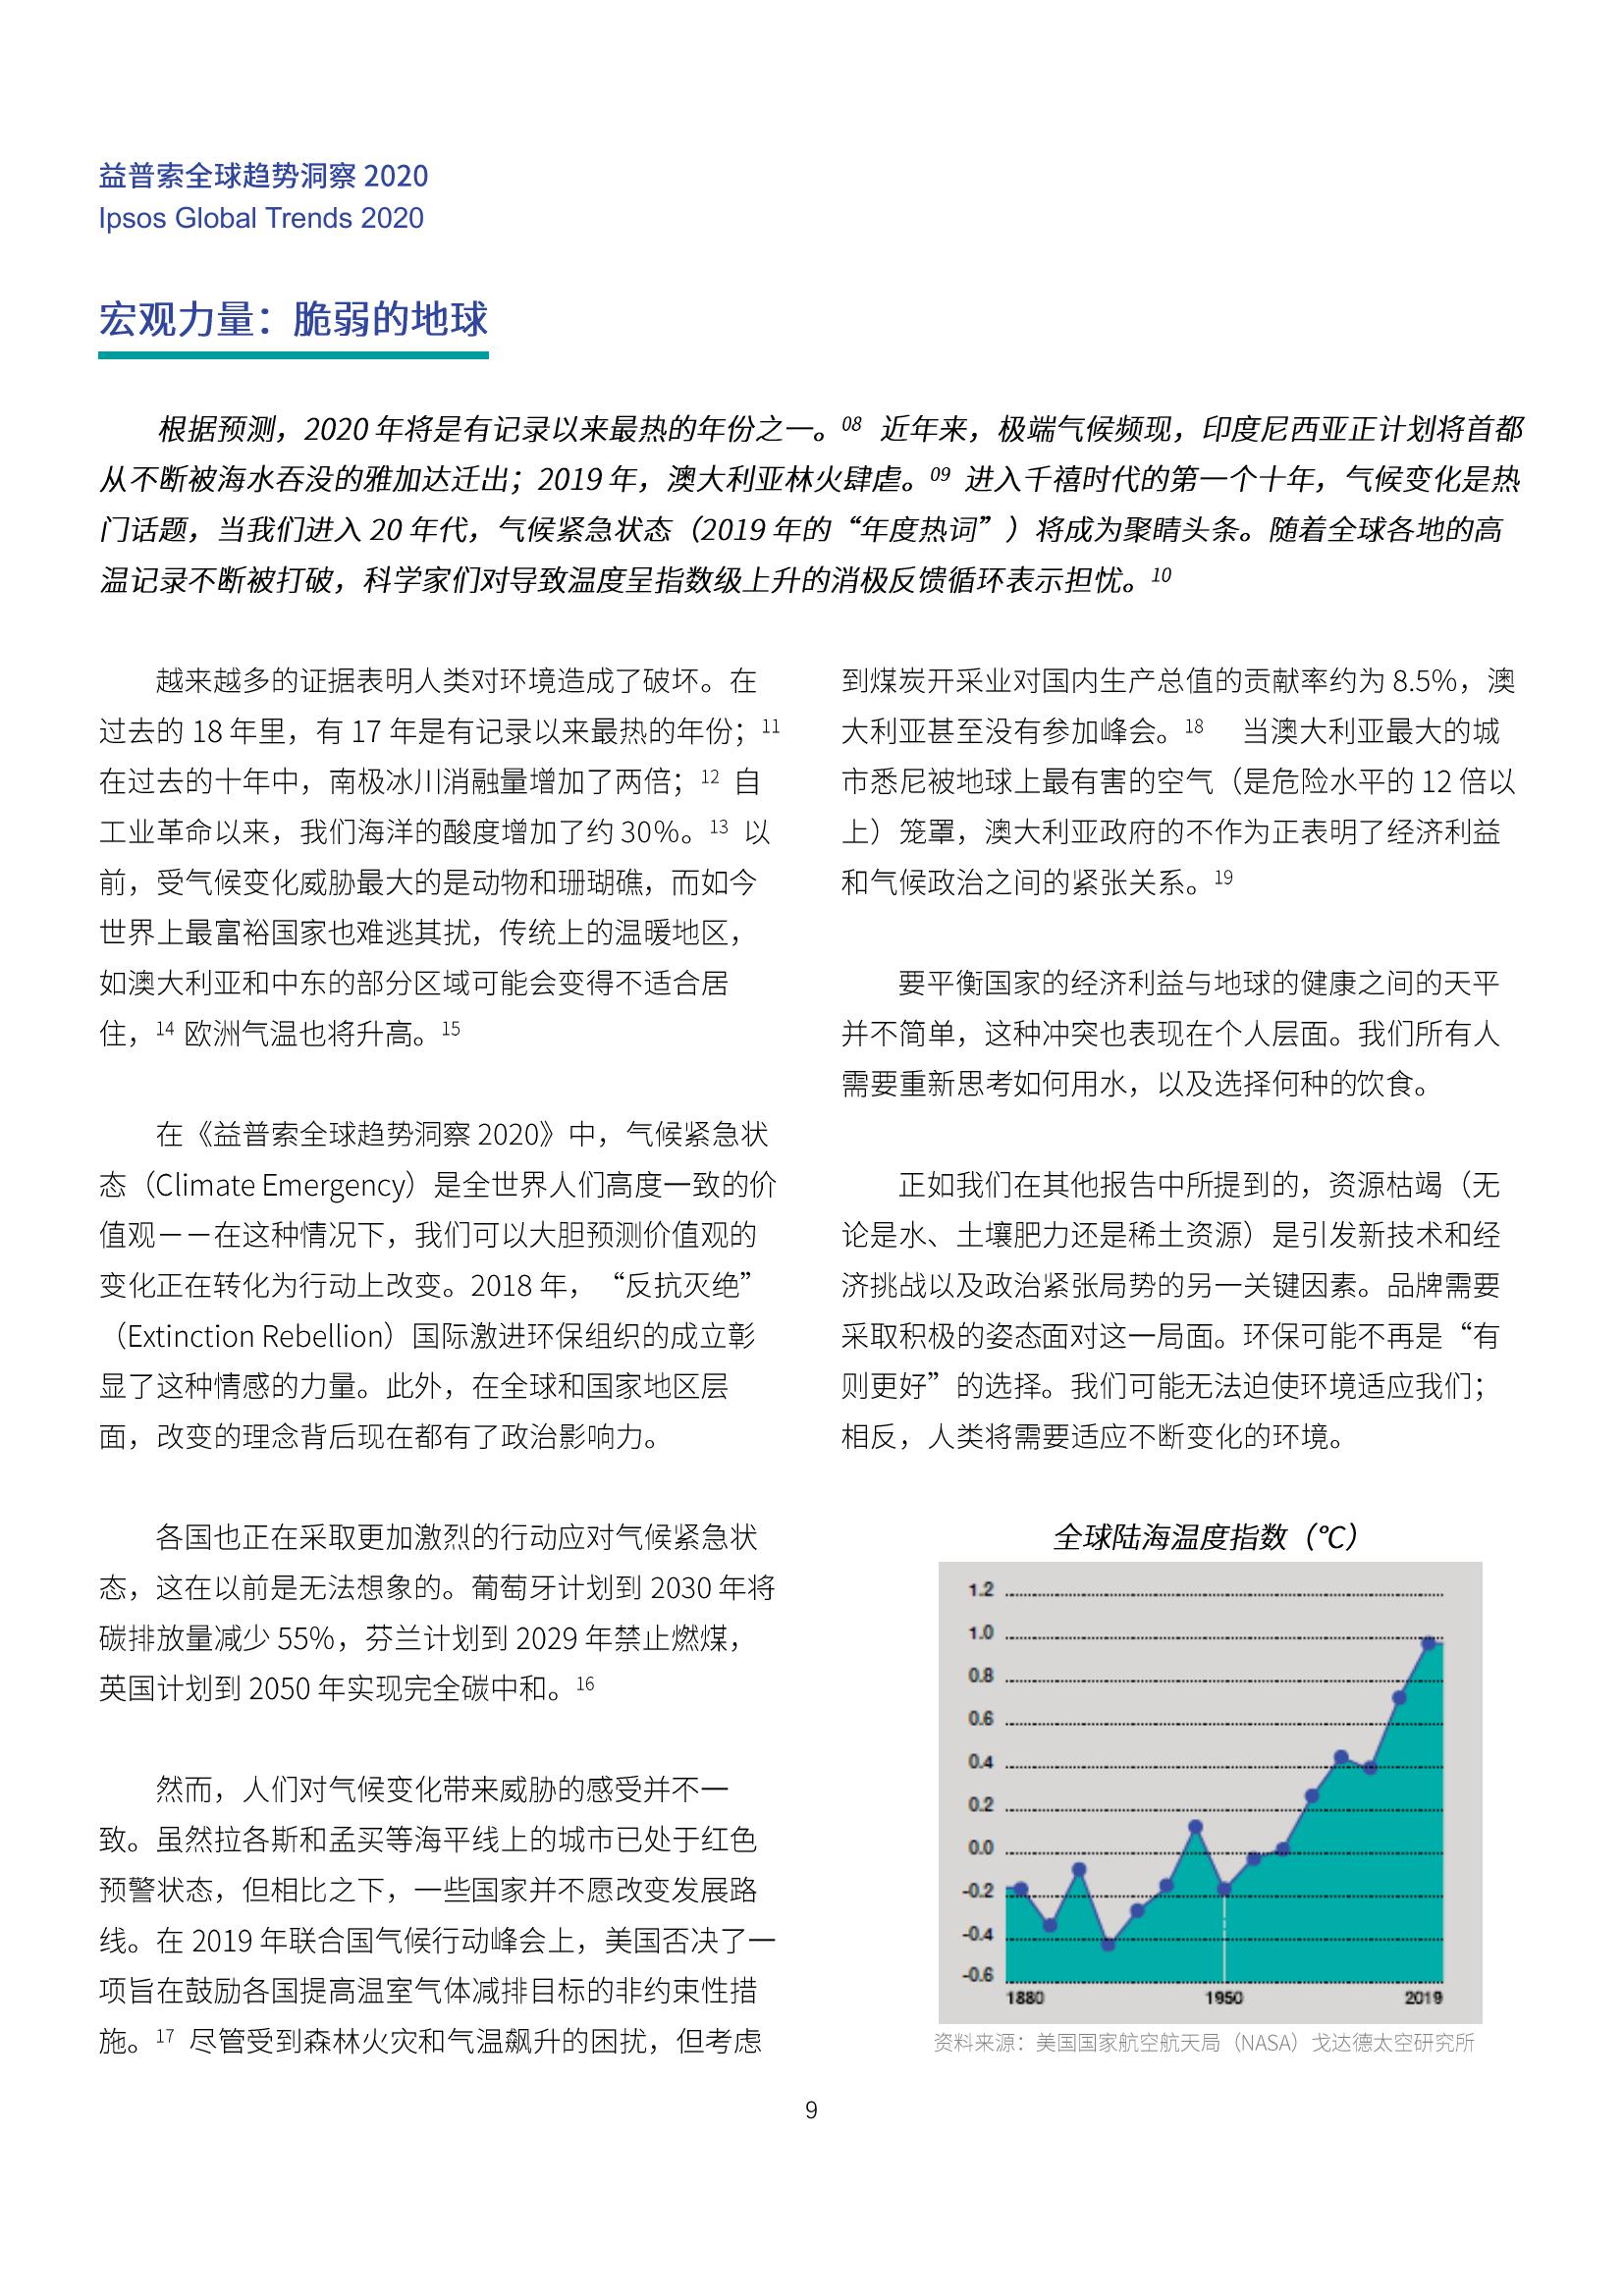 益普索全球趋势洞察 2020
Ipsos Global Trends 2020
宏观力量：脆弱的地球
根据预测，2020 年将是有记录以来最热的年份之一。08 近年来，极端气候频现，印度尼西亚正计划将首都
从不断被海水吞没的雅加达迁出；2019 年，澳大利亚林火肆虐。09 进入千禧时代的第一个十年，气候变化是热
门话题，当我们进入 20 年代，气候紧急状态（2019 年的“年度热词”）将成为聚睛头条。随着全球各地的高
温记录不断被打破，科学家们对导致温度呈指数级上升的消极反馈循环表示担忧。10
越来越多的证据表明人类对环境造成了破坏。在
过去的 18 年里，有 17 年是有记录以来最热的年份；11
在过去的十年中，南极冰川消融量增加了两倍；12 自
工业革命以来，我们海洋的酸度增加了约 30%。13 以
前，受气候变化威胁最大的是动物和珊瑚礁，而如今
世界上最富裕国家也难逃其扰，传统上的温暖地区，
如澳大利亚和中东的部分区域可能会变得不适合居
住，14 欧洲气温也将升高。15
在《益普索全球趋势洞察 2020》中，气候紧急状
态（Climate Emergency）是全世界人们高度一致的价
值观——在这种情况下，我们可以大胆预测价值观的
变化正在转化为行动上改变。2018 年，“反抗灭绝”
（Extinction Rebellion）国际激进环保组织的成立彰
显了这种情感的力量。此外，在全球和国家地区层
面，改变的理念背后现在都有了政治影响力。
各国也正在采取更加激烈的行动应对气候紧急状
态，这在以前是无法想象的。葡萄牙计划到 2030 年将
碳排放量减少 55%，芬兰计划到 2029 年禁止燃煤，
英国计划到 2050 年实现完全碳中和。16
然而，人们对气候变化带来威胁的感受并不一
致。虽然拉各斯和孟买等海平线上的城市已处于红色
预警状态，但相比之下，一些国家并不愿改变发展路
线。在 2019 年联合国气候行动峰会上，美国否决了一
项旨在鼓励各国提高温室气体减排目标的非约束性措
施。17 尽管受到森林火灾和气温飙升的困扰，但考虑
到煤炭开采业对国内生产总值的贡献率约为 8.5%，澳
大利亚甚至没有参加峰会。18 当澳大利亚最大的城
市悉尼被地球上最有害的空气（是危险水平的 12 倍以
上）笼罩，澳大利亚政府的不作为正表明了经济利益
和气候政治之间的紧张关系。19
要平衡国家的经济利益与地球的健康之间的天平
并不简单，这种冲突也表现在个人层面。我们所有人
需要重新思考如何用水，以及选择何种的饮食。
正如我们在其他报告中所提到的，资源枯竭（无
论是水、土壤肥力还是稀土资源）是引发新技术和经
济挑战以及政治紧张局势的另一关键因素。品牌需要
采取积极的姿态面对这一局面。环保可能不再是“有
则更好”的选择。我们可能无法迫使环境适应我们；
相反，人类将需要适应不断变化的环境。
全球陆海温度指数（℃）
1.2
1.0
0.8
0.6
0.4
0.2
0.0
-0.2
-0.4
-0.6
1880 1950 2019
资料来源：美国国家航空航天局（NASA）戈达德太空研究所
9